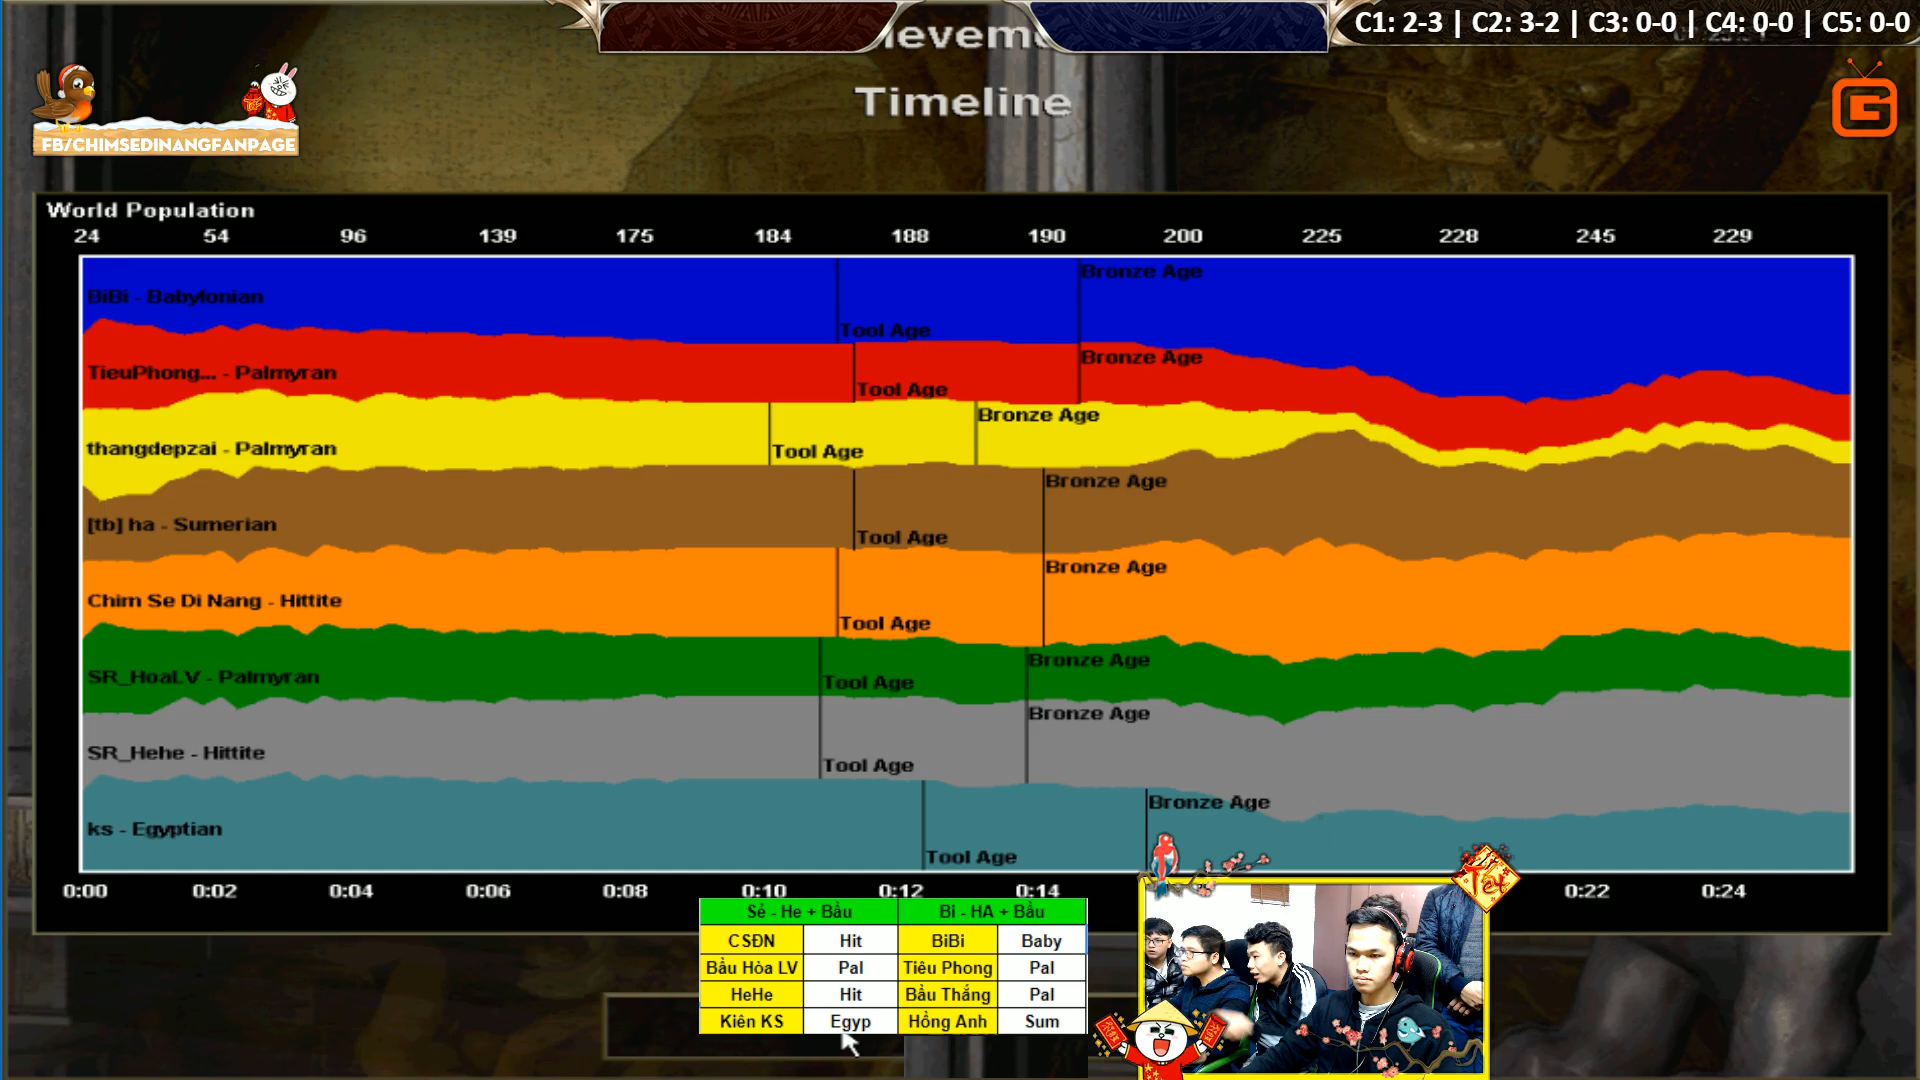 C1: 2-3 | C2: 3-2 | C3: 0-0 | C4: 0-0 | C5: 0-0
Timeline
FB/CHIMSEDINANGFANPAGE
World Population
24 54 96 139 175 184 188 190 200 225 228 245 229
Bronze Age
BiBi - Babylonian
Tool Age
Bronze Age
TieuPhong... - Palmyran
Tool Age
Bronze Age
thangdepzai - Palmyran
Tool Age
Bronze Age
[tb] ha - Sumerian
Tool Age
Bronze Age
Chim Se Di Nang - Hittite
Tool Age
Bronze Age
SR_HoaLV - Palmyran
Tool Age
Bronze Age
SR_Hehe - Hittite
Tool Age
Bronze Age
ks - Egyptian
Tool Age
0:00 0:02 0:04 0:06 0:08 0:10 0:12 0:14 0:22 0:24
Sẻ - He + Bầu Bi - HA + Bầu
CSĐN Hit BiBi Baby
Bầu Hòa LV Pal Tiêu Phong Pal
HeHe Hit Bầu Thắng Pal
Kiên KS Egyp Hồng Anh Sum
Tết